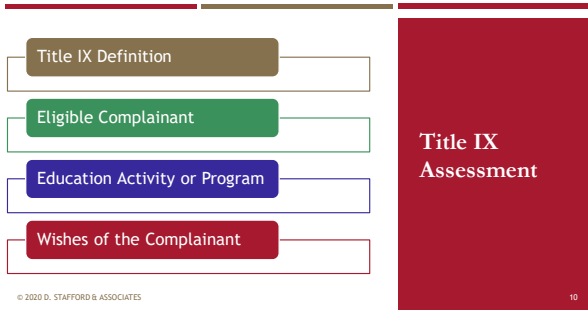 Title IX Definition
Eligible Complainant
Education Activity or Program
Wishes of the Complainant
Title IX
Assessment
© 2020 D. STAFFORD & ASSOCIATES
10